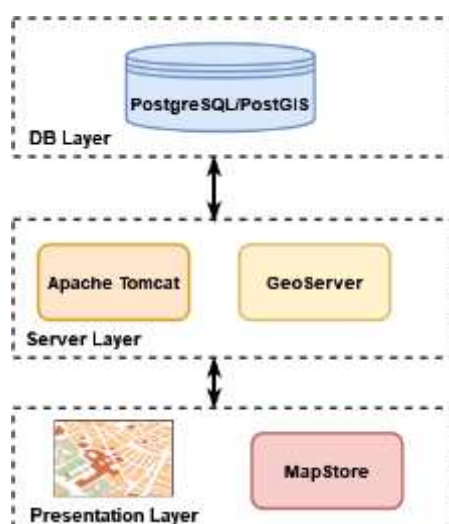 PostgreSQL/PostGIS
DB Layer
Apache Tomcat
GeoServer
Server Layer
MapStore
Presentation Layer